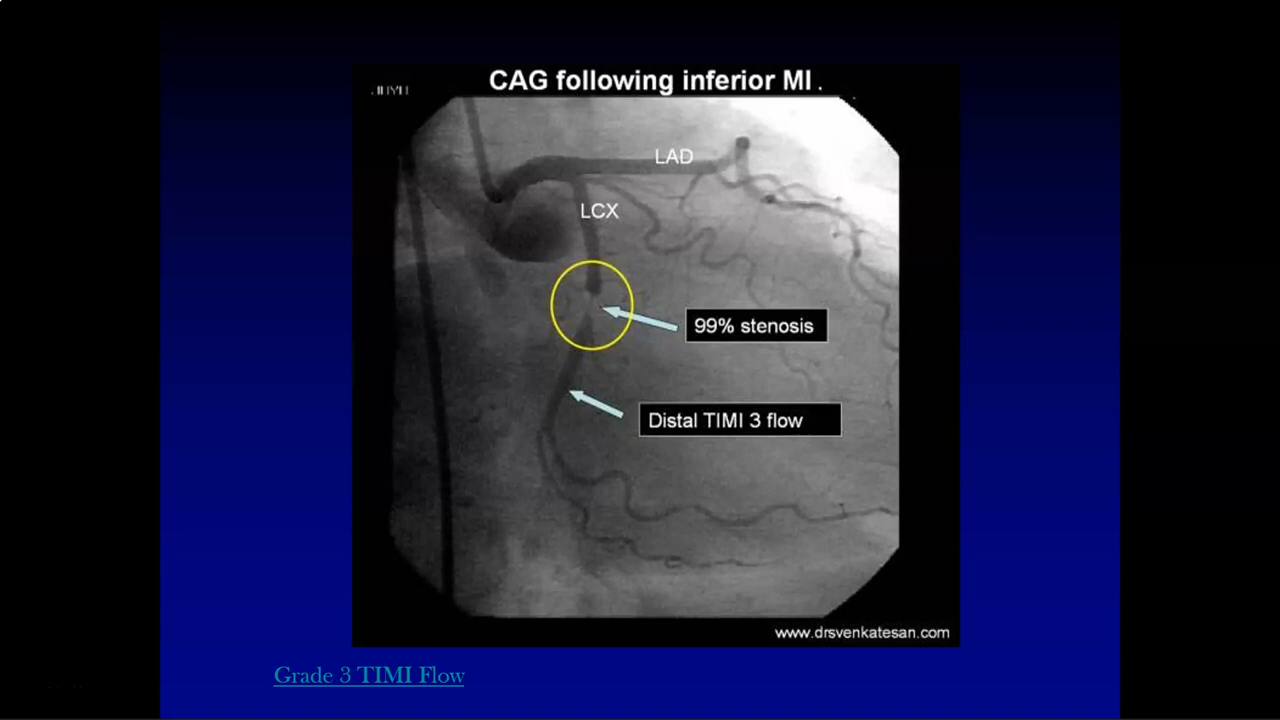 CAG following inferior MI .
LAD
LCX
99% stenosis
Distal TIMI 3 flow
www.drsvenkatesan.com
Grade 3 TIMI Flow